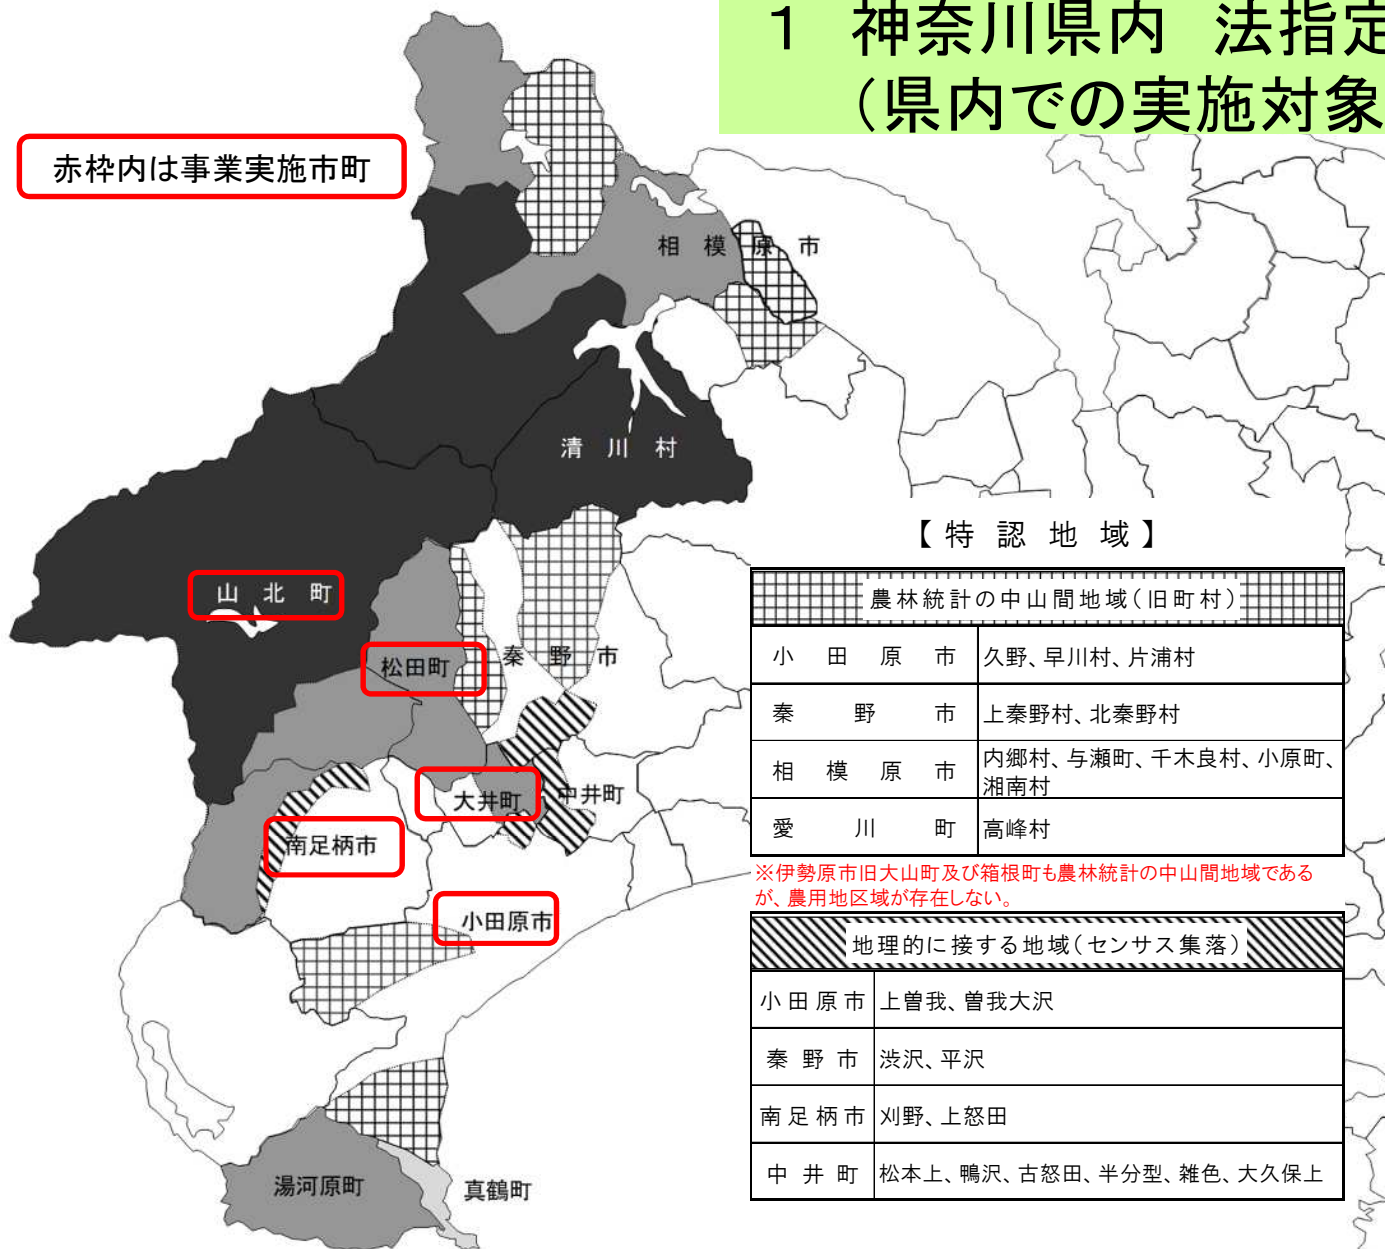 1 神奈川県内 法指定
(県内での実施対象
赤枠内は事業実施市町
相模原市
清川村
山北町
松田町
秦野市
大井町
中井町
南足柄市
小田原市
湯河原町
真鶴町
【特認地域】
農林統計の中山間地域(旧町村)
小田原市 久野、早川村、片浦村
秦野市 上秦野村、北秦野村
相模原市 内郷村、与瀬町、千木良村、小原町、
湘南村
愛川町 高峰村
※伊勢原市旧大山町及び箱根町も農林統計の中山間地域である
が、農用地区域が存在しない。
地理的に接する地域(センサス集落)
小田原市 上曽我、曽我大沢
秦野市 渋沢、平沢
南足柄市 刈野、上怒田
中井町 松本上、鴨沢、古怒田、半分型、雑色、大久保上